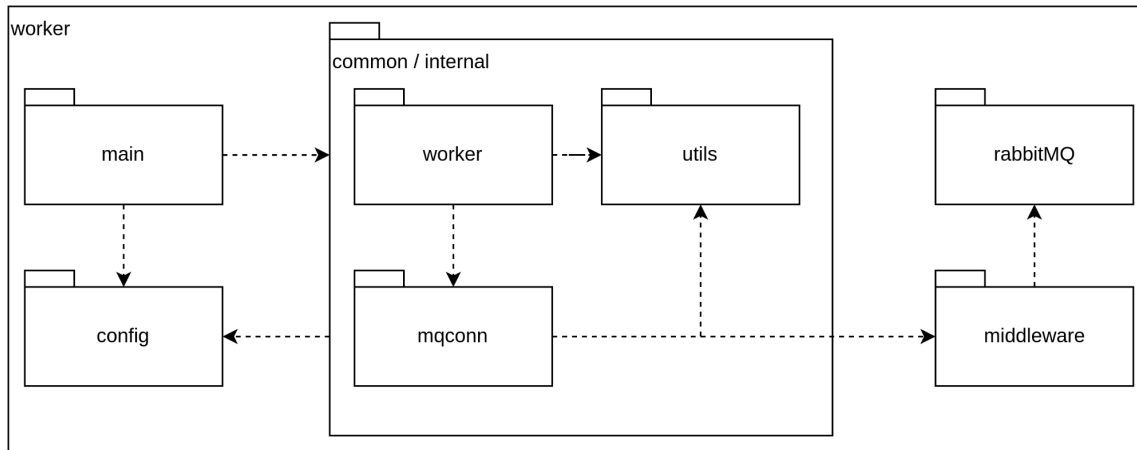 worker
common / internal
main
worker
utils
rabbitMQ
config
mqconn
middleware